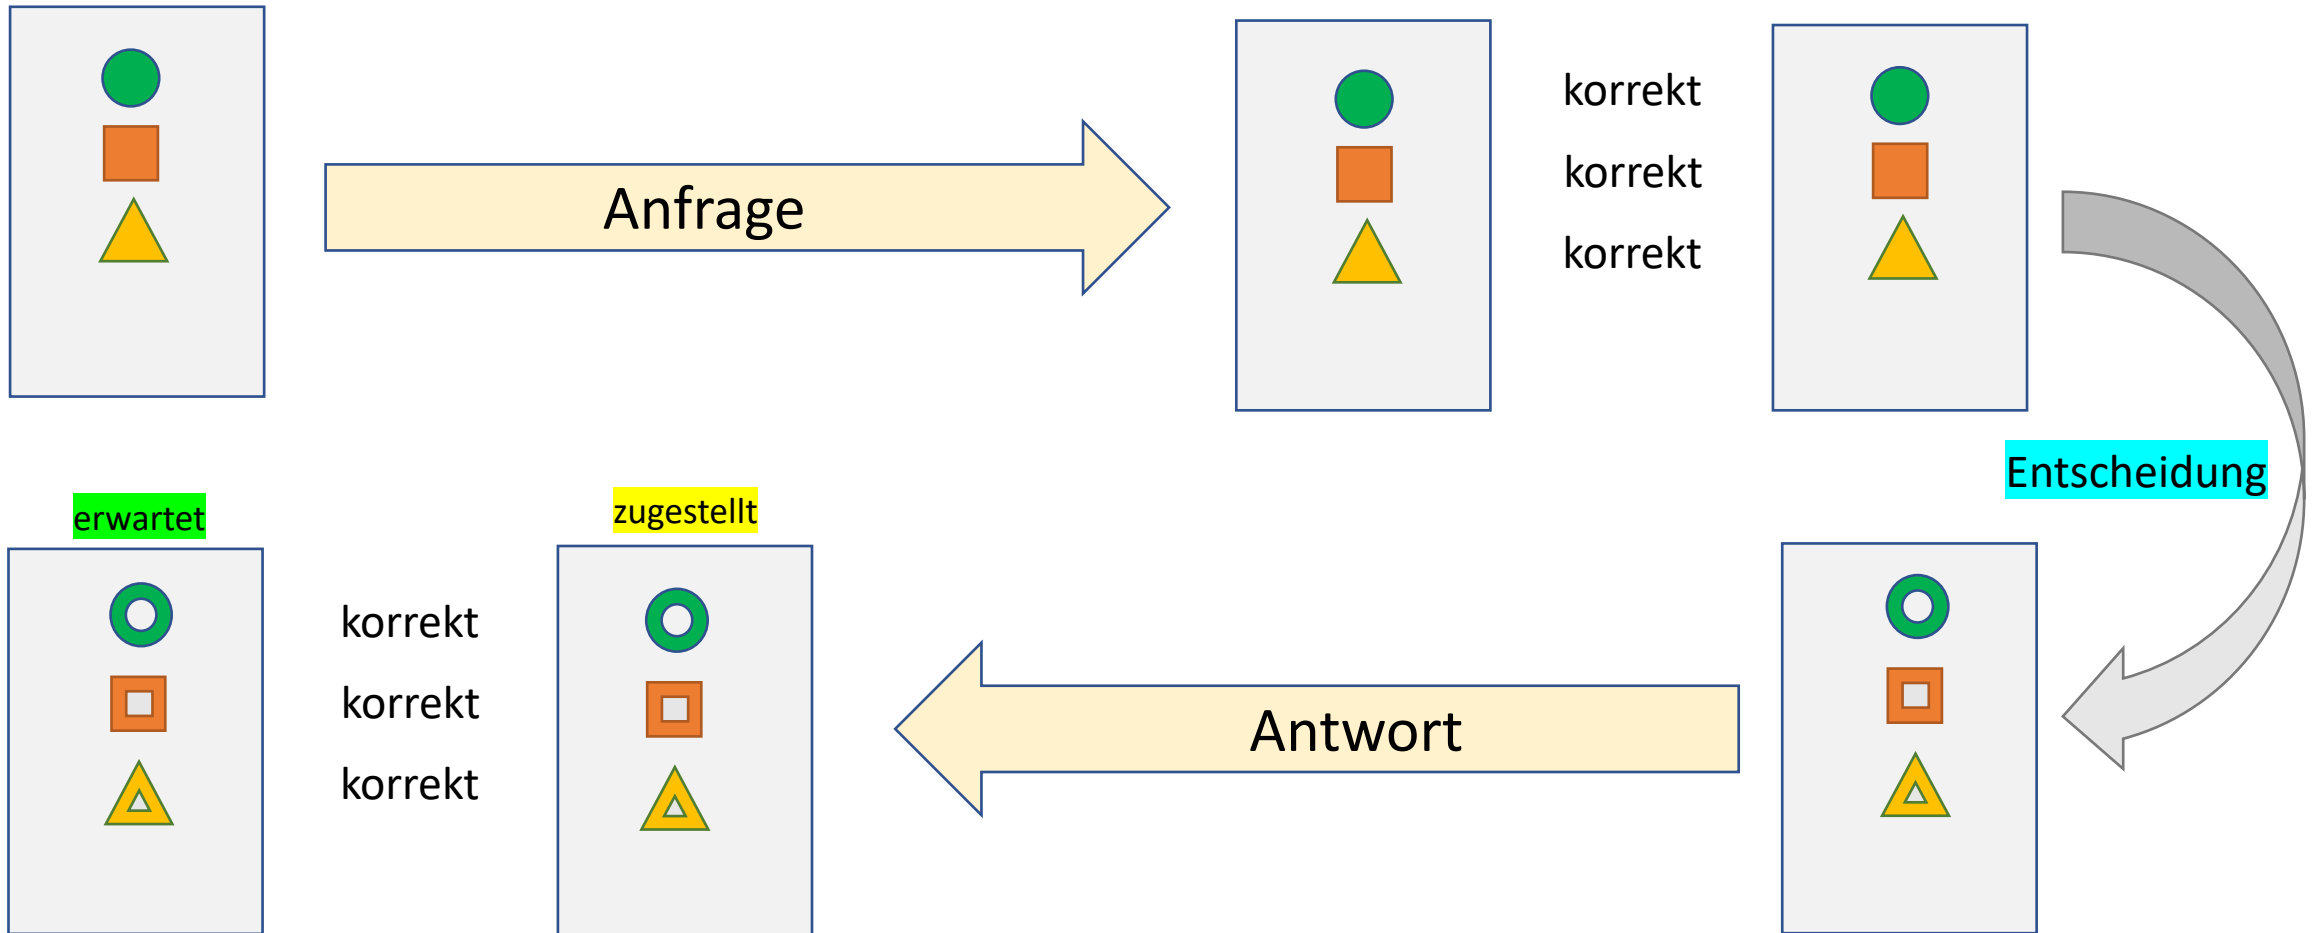 korrekt
korrekt
Anfrage
korrekt
Entscheidung
erwartet
zugestellt
korrekt
korrekt
Antwort
korrekt